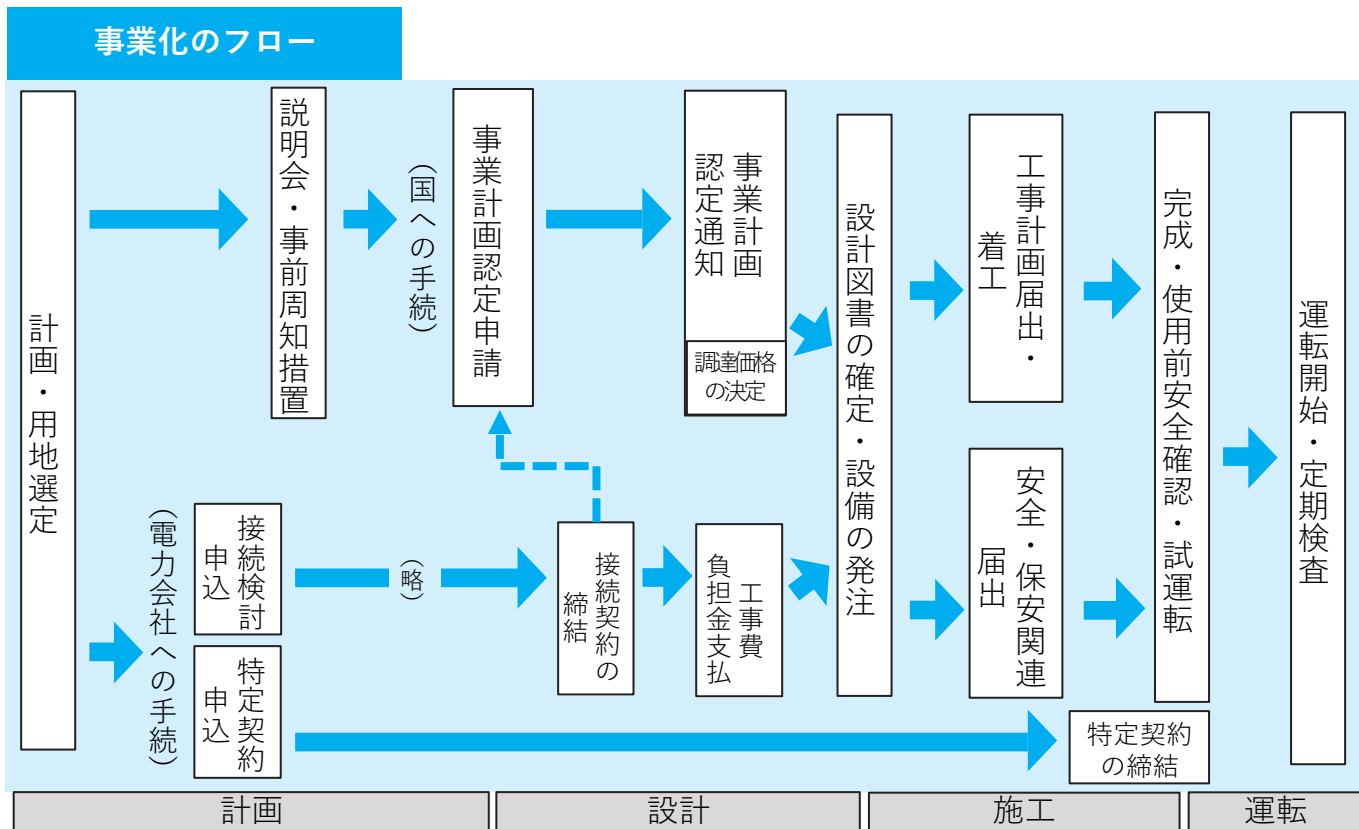 事業化のフロー
計画・用地選定
説明会・事前周知措置
（国への手続）
事業計画認定申請
事業計画
認定通知
調達価格
の決定
（電力会社への手続）
接続検討
申込
（略）
接続契約の
締結
工事費
負担金支払
特定契約
申込
設計図書の確定・設備の発注
工事計画届出・
着工
安全・保安関連
届出
特定契約
の締結
完成・使用前安全確認・試運転
運転開始・定期検査
計画
設計
施工
運転